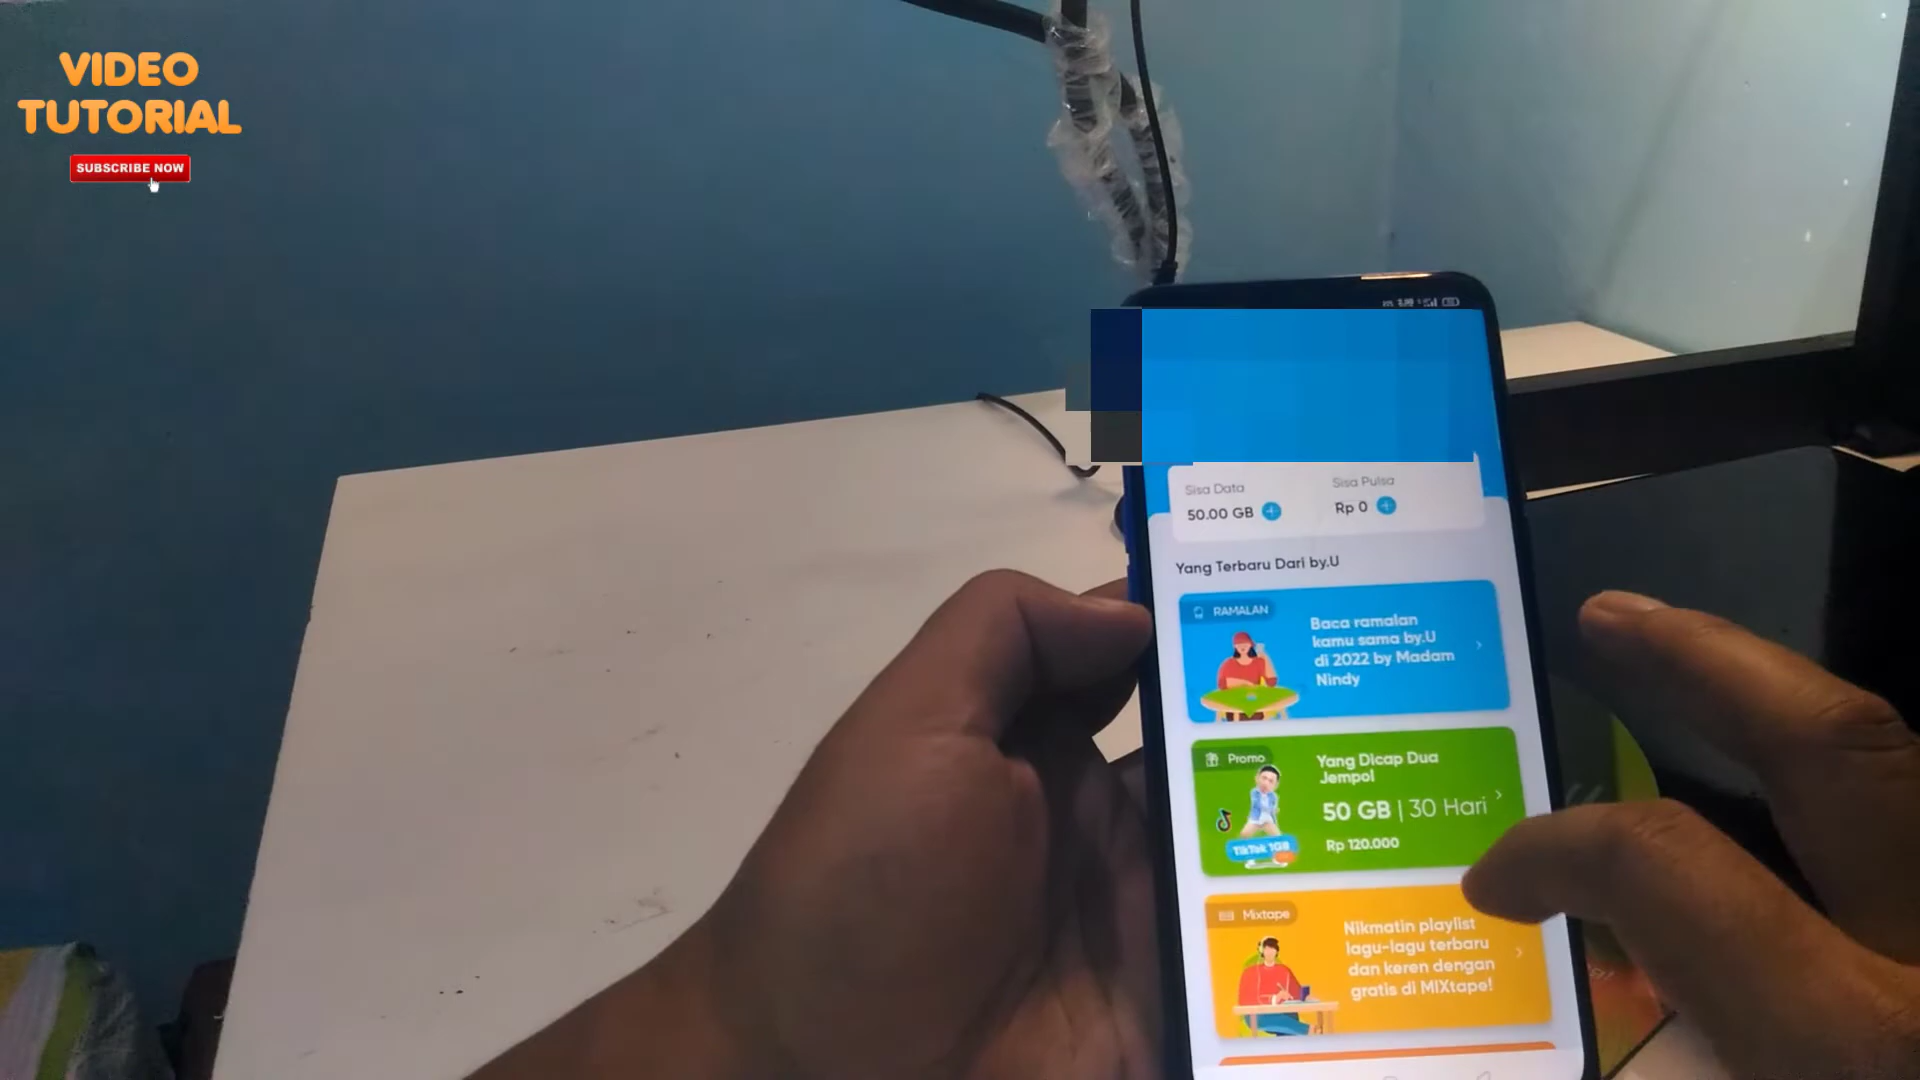 VIDEO
TUTORIAL
SUBSCRIBE NOW
Sisa Data
50.00 GB
Sisa Pulsa
Rp 0
Yang Terbaru Dari by.U
RAMALAN
Baca ramalan
kamu sama by.U
di 2022 by Madam
Nindy
Promo
Yang Dicap Dua
Jempol
50 GB | 30 Hari
Rp 120.000
TikTok 1GB
Mixtape
Nikmatin playlist
lagu-lagu terbaru
dan keren dengan
gratis di MIXtape!